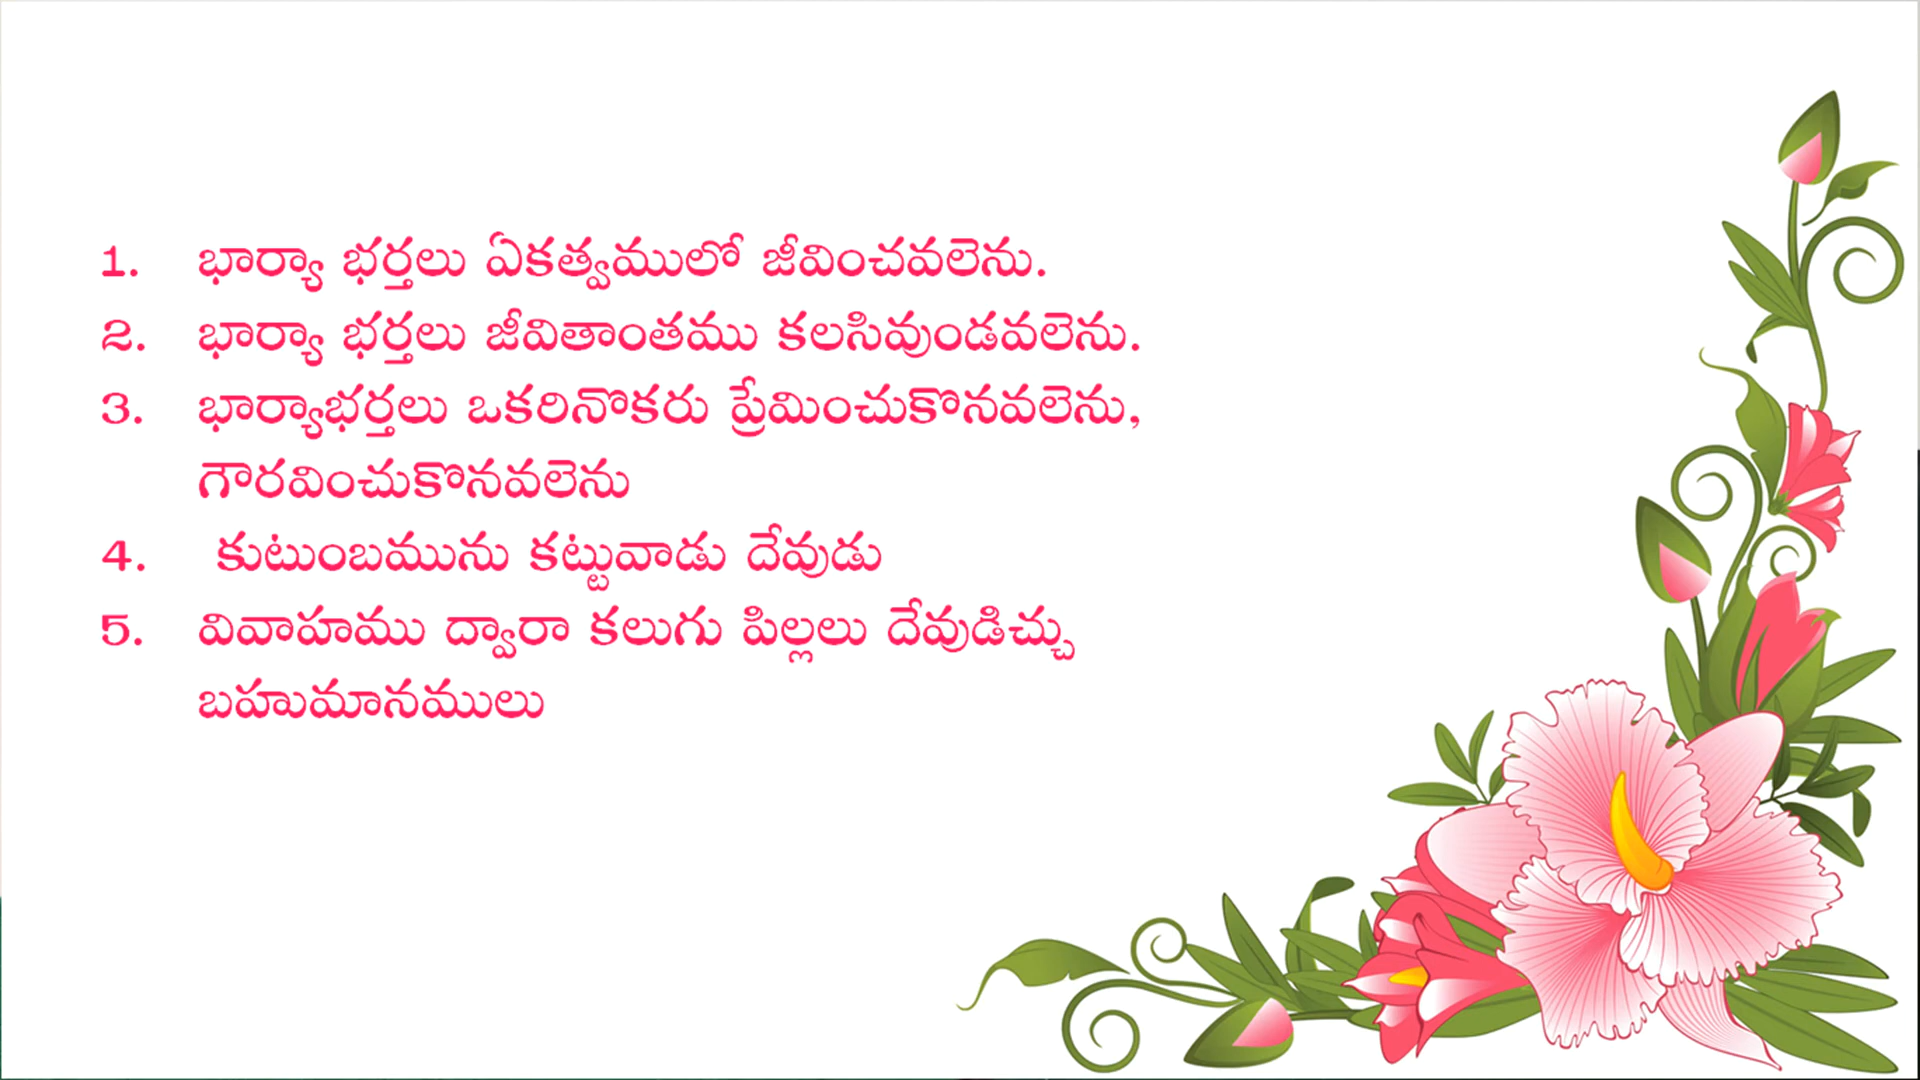 1. భార్యా భర్తలు ఏకత్వములో జీవించవలెను.
2. భార్యా భర్తలు జీవితాంతము కలసివుండవలెను.
3. భార్యాభర్తలు ఒకరినొకరు ప్రేమించుకొనవలెను,
గౌరవించుకొనవలెను
4. కుటుంబమును కట్టువాడు దేవుడు
5. వివాహము ద్వారా కలుగు పిల్లలు దేవుడిచ్చు
బహుమానములు